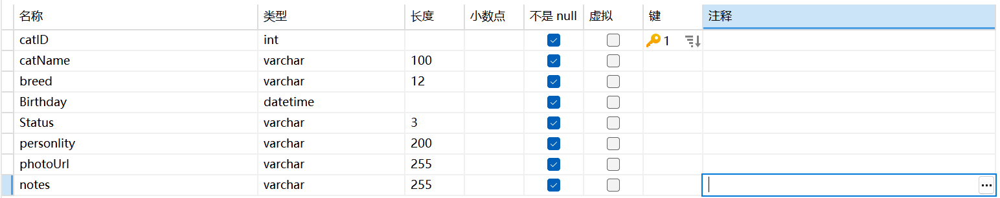 名称 类型 长度 小数点 不是 null 虚拟 键 注释
catID int 1
catName varchar 100
breed varchar 12
Birthday datetime
Status varchar 3
personlity varchar 200
photoUrl varchar 255
notes varchar 255